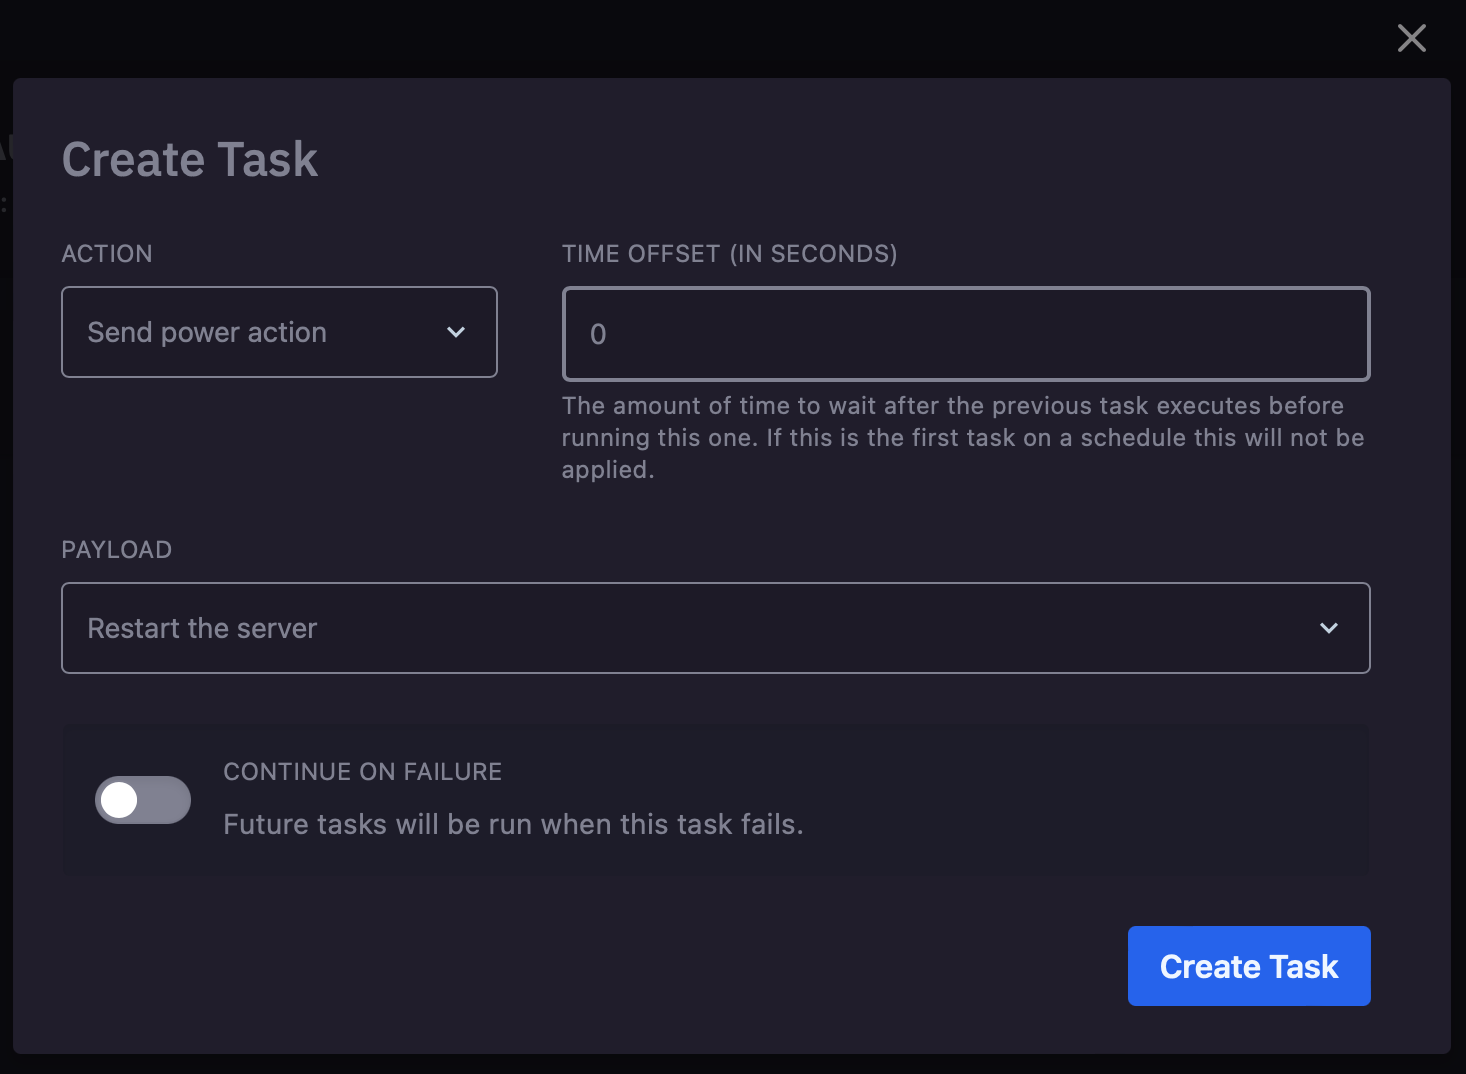 Create Task
ACTION
TIME OFFSET (IN SECONDS)
Send power action
0
The amount of time to wait after the previous task executes before
running this one. If this is the first task on a schedule this will not be
applied.
PAYLOAD
Restart the server
CONTINUE ON FAILURE
Future tasks will be run when this task fails.
Create Task